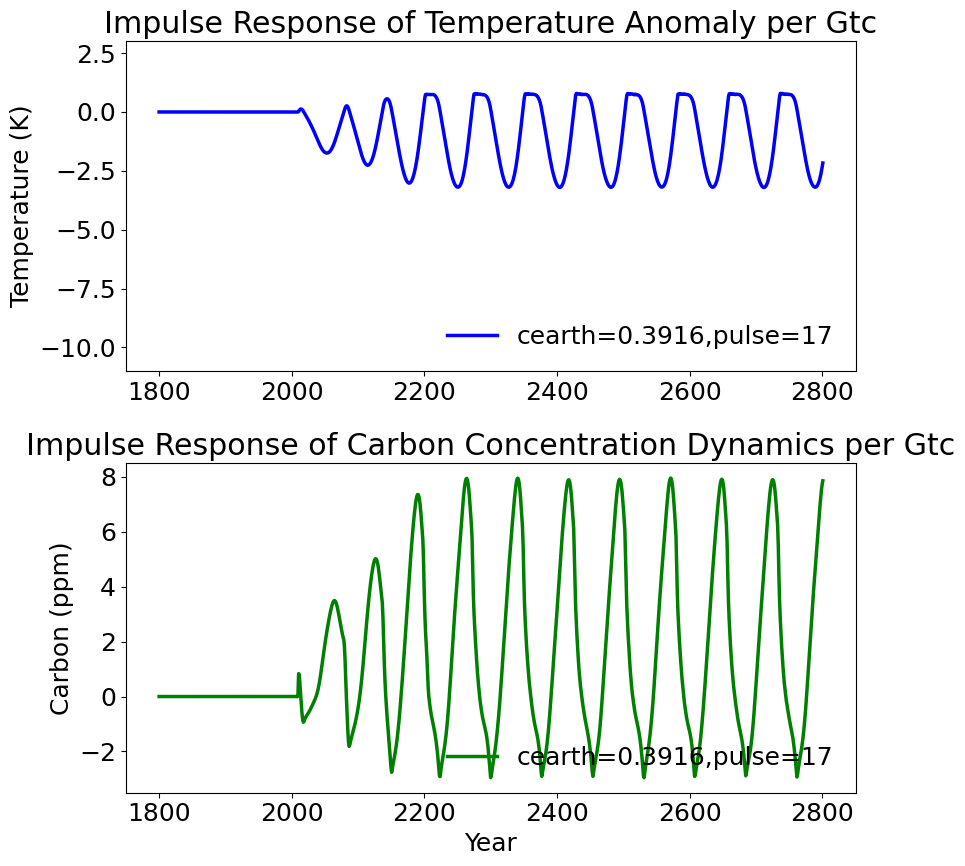 Impulse Response of Temperature Anomaly per Gtc
Temperature (K)
2.5
0.0
−2.5
−5.0
−7.5
−10.0
cearth=0.3916,pulse=17
1800 2000 2200 2400 2600 2800
Impulse Response of Carbon Concentration Dynamics per Gtc
Carbon (ppm)
8
6
4
2
0
−2
cearth=0.3916,pulse=17
1800 2000 2200 2400 2600 2800
Year